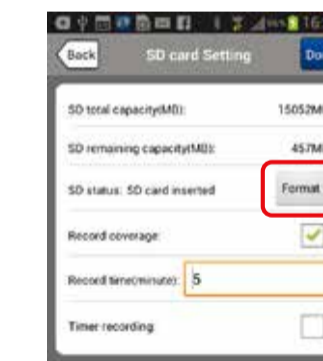 16:
Back SD card Setting Do
SD total capacity(MB): 15052M
SD remaining capacity(MB): 457M
SD status: SD card inserted Format
Record coverage:
Record time(minute): 5
Timer recording